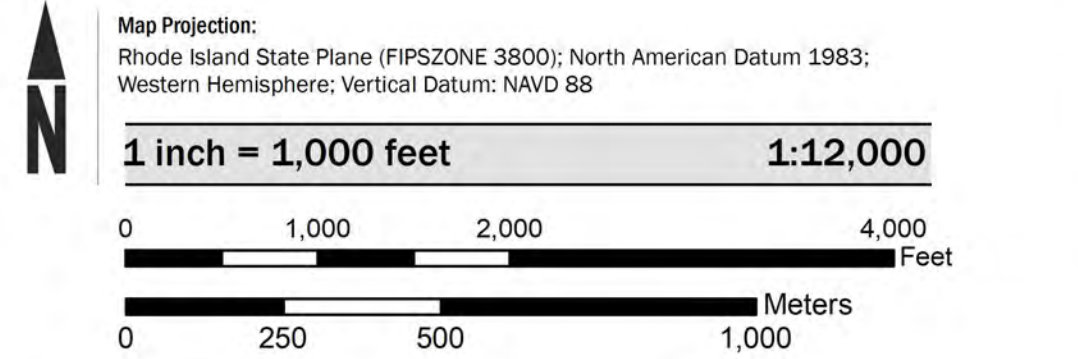 N
Map Projection:
Rhode Island State Plane (FIPSZONE 3800); North American Datum 1983;
Western Hemisphere; Vertical Datum: NAVD 88
1 inch = 1,000 feet 1:12,000
0 1,000 2,000 4,000
Feet
Meters
0 250 500 1,000